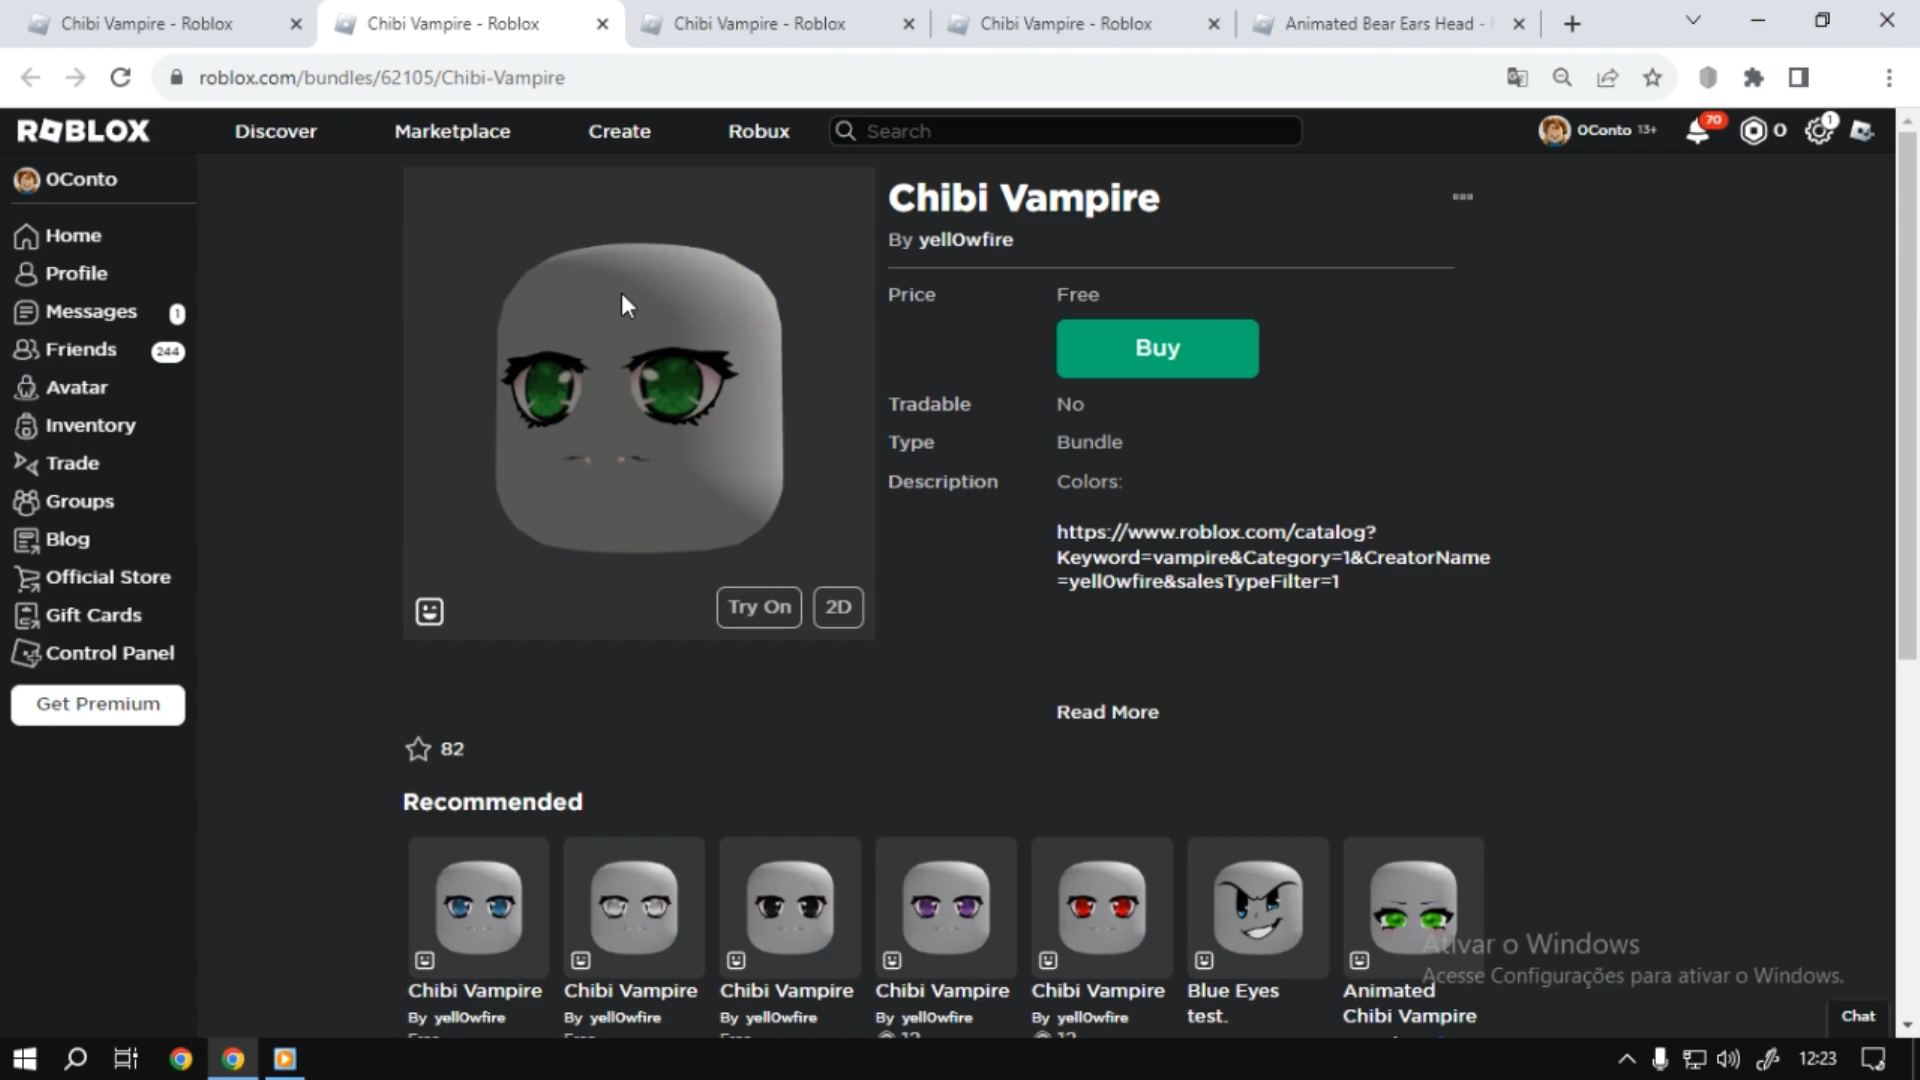 Chibi Vampire - Roblox
Chibi Vampire - Roblox
Chibi Vampire - Roblox
Chibi Vampire - Roblox
Animated Bear Ears Head -
roblox.com/bundles/62105/Chibi-Vampire
ROBLOX
Discover
Marketplace
Create
Robux
Search
0Conto 13+
70
0
1
0Conto
Home
Profile
Messages 1
Friends 244
Avatar
Inventory
Trade
Groups
Blog
Official Store
Gift Cards
Control Panel
Get Premium
Try On
2D
82
Chibi Vampire
By yell0wfire
Price Free
Buy
Tradable No
Type Bundle
Description Colors:
https://www.roblox.com/catalog?
Keyword=vampire&Category=1&CreatorName
=yell0wfire&salesTypeFilter=1
Read More
Recommended
Chibi Vampire
By yell0wfire
Free
Chibi Vampire
By yell0wfire
Free
Chibi Vampire
By yell0wfire
Free
Chibi Vampire
By yell0wfire
12
Chibi Vampire
By yell0wfire
12
Blue Eyes
test.
Animated
Chibi Vampire
Ativar o Windows
Acesse Configurações para ativar o Windows.
Chat
12:23